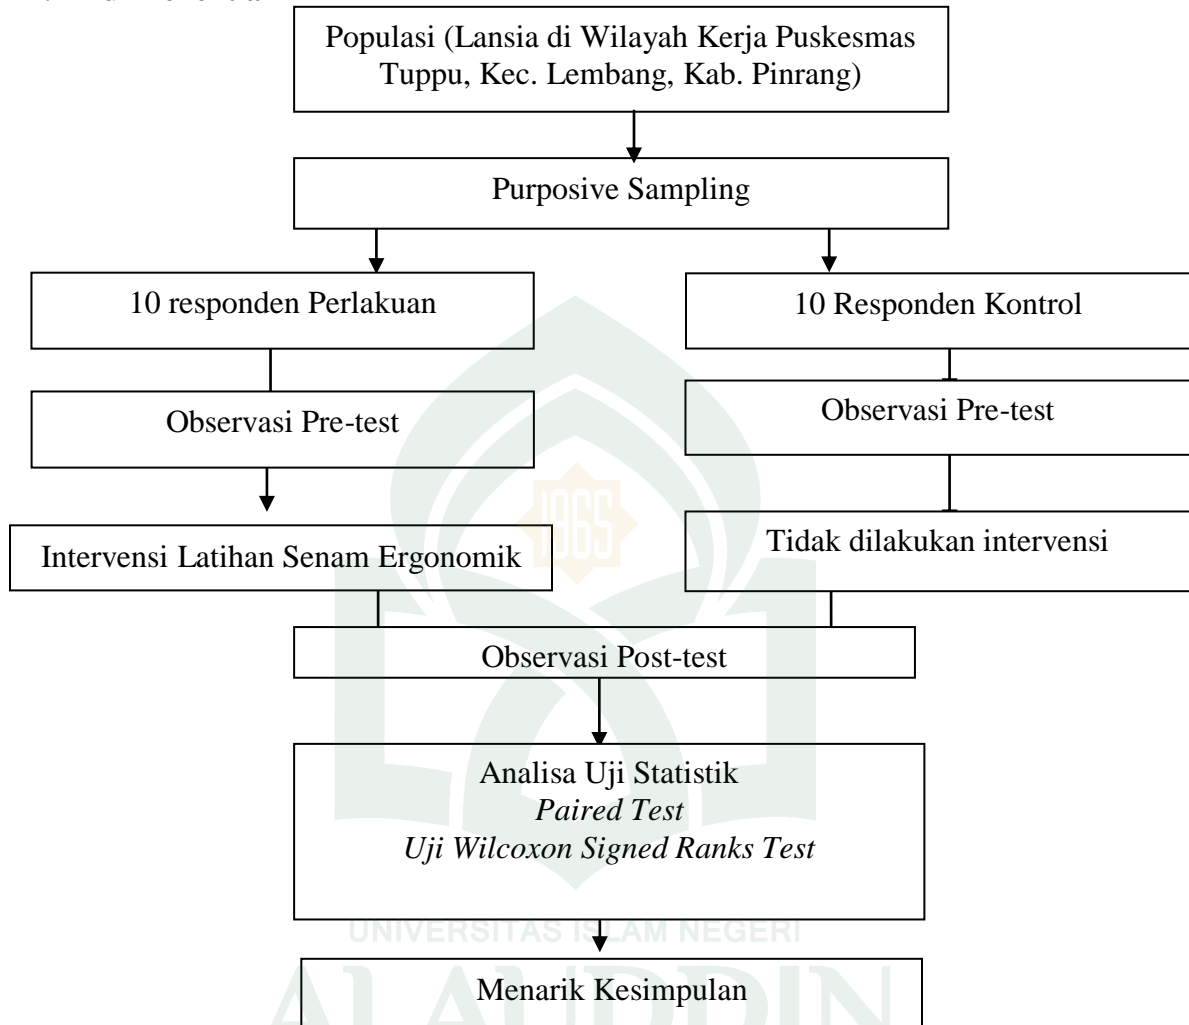 Populasi (Lansia di Wilayah Kerja Puskesmas
Tuppu, Kec. Lembang, Kab. Pinrang)
Purposive Sampling
10 responden Perlakuan
10 Responden Kontrol
Observasi Pre-test
Observasi Pre-test
Intervensi Latihan Senam Ergonomik
Tidak dilakukan intervensi
1965
Observasi Post-test
Analisa Uji Statistik
Paired Test
Uji Wilcoxon Signed Ranks Test
UNIVERSITAS ISLAM NEGERI
ALAUDDIN
Menarik Kesimpulan